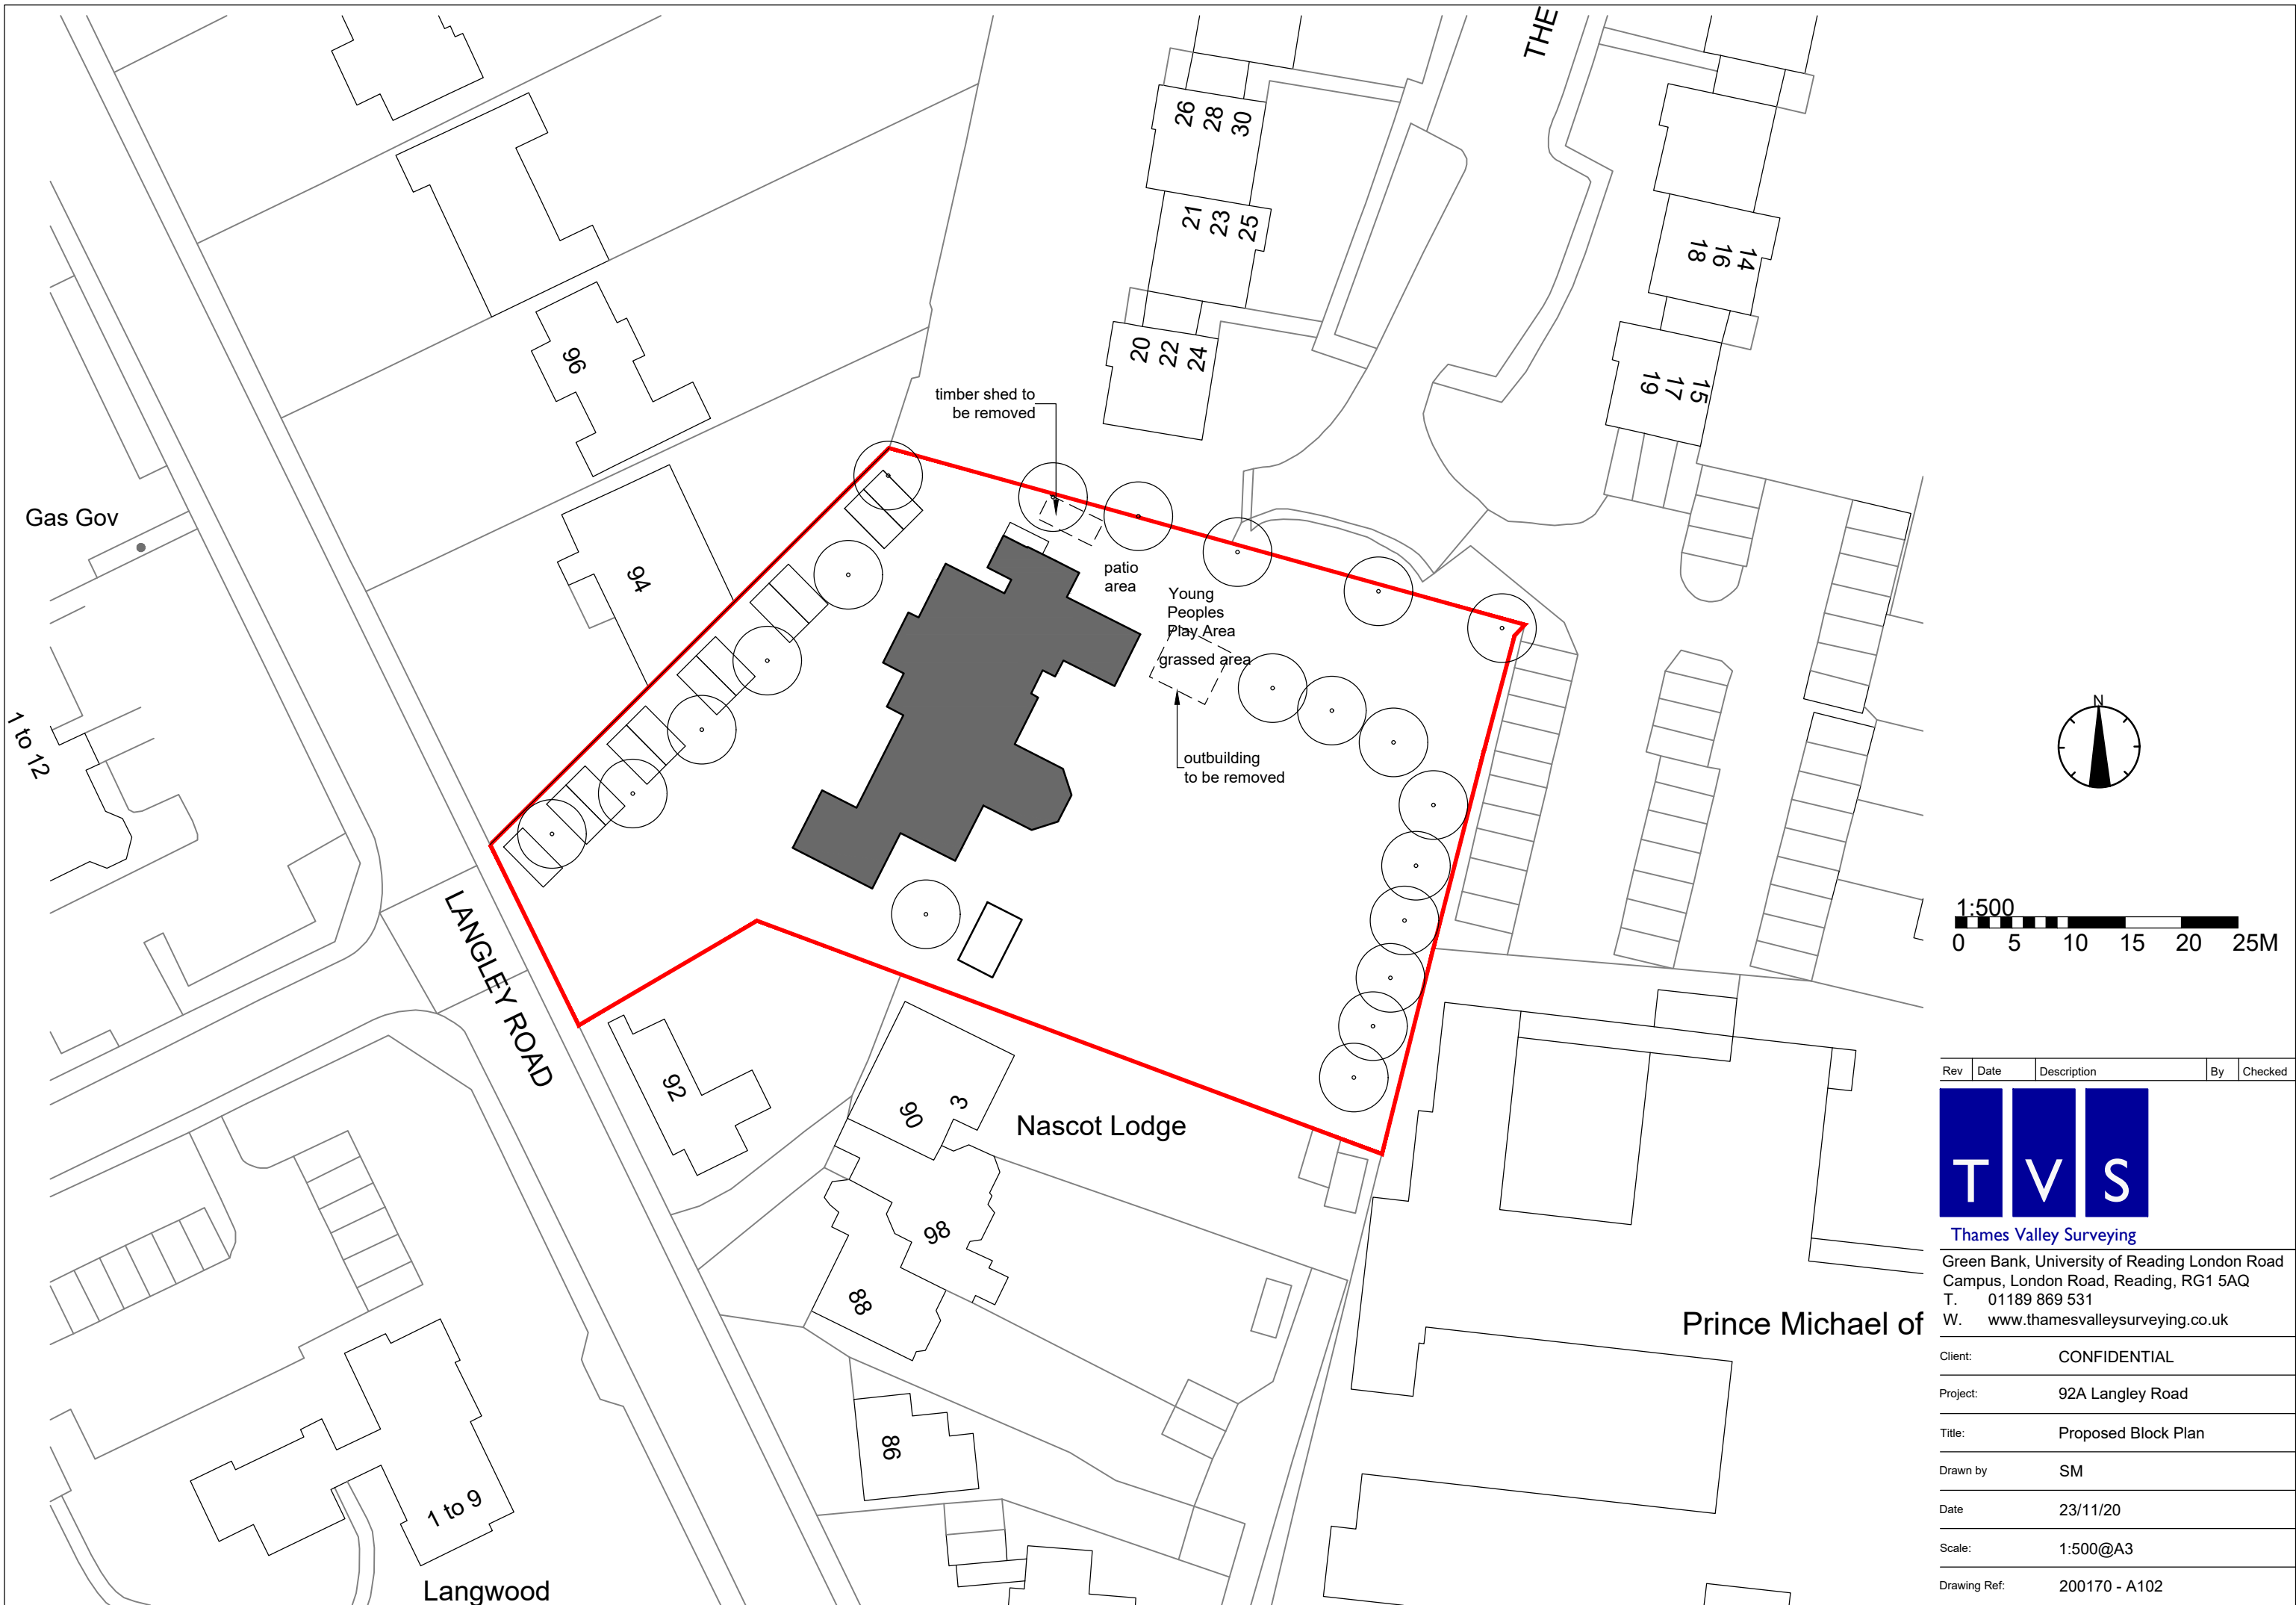 THE
26
28
30
21
23
25
20
22
24
14
16
18
15
17
19
96
94
timber shed to
be removed
Gas Gov
patio
area
Young
Peoples
Play Area
grassed area
outbuilding
to be removed
1 to 12
LANGLEY ROAD
92
90
3
Nascot Lodge
98
88
86
1 to 9
Langwood
Prince Michael of
N
1:500
0 5 10 15 20 25M
Rev Date Description By Checked
T V S
Thames Valley Surveying
Green Bank, University of Reading London Road
Campus, London Road, Reading, RG1 5AQ
T. 01189 869 531
W. www.thamesvalleysurveying.co.uk
Client: CONFIDENTIAL
Project: 92A Langley Road
Title: Proposed Block Plan
Drawn by SM
Date 23/11/20
Scale: 1:500@A3
Drawing Ref: 200170 - A102